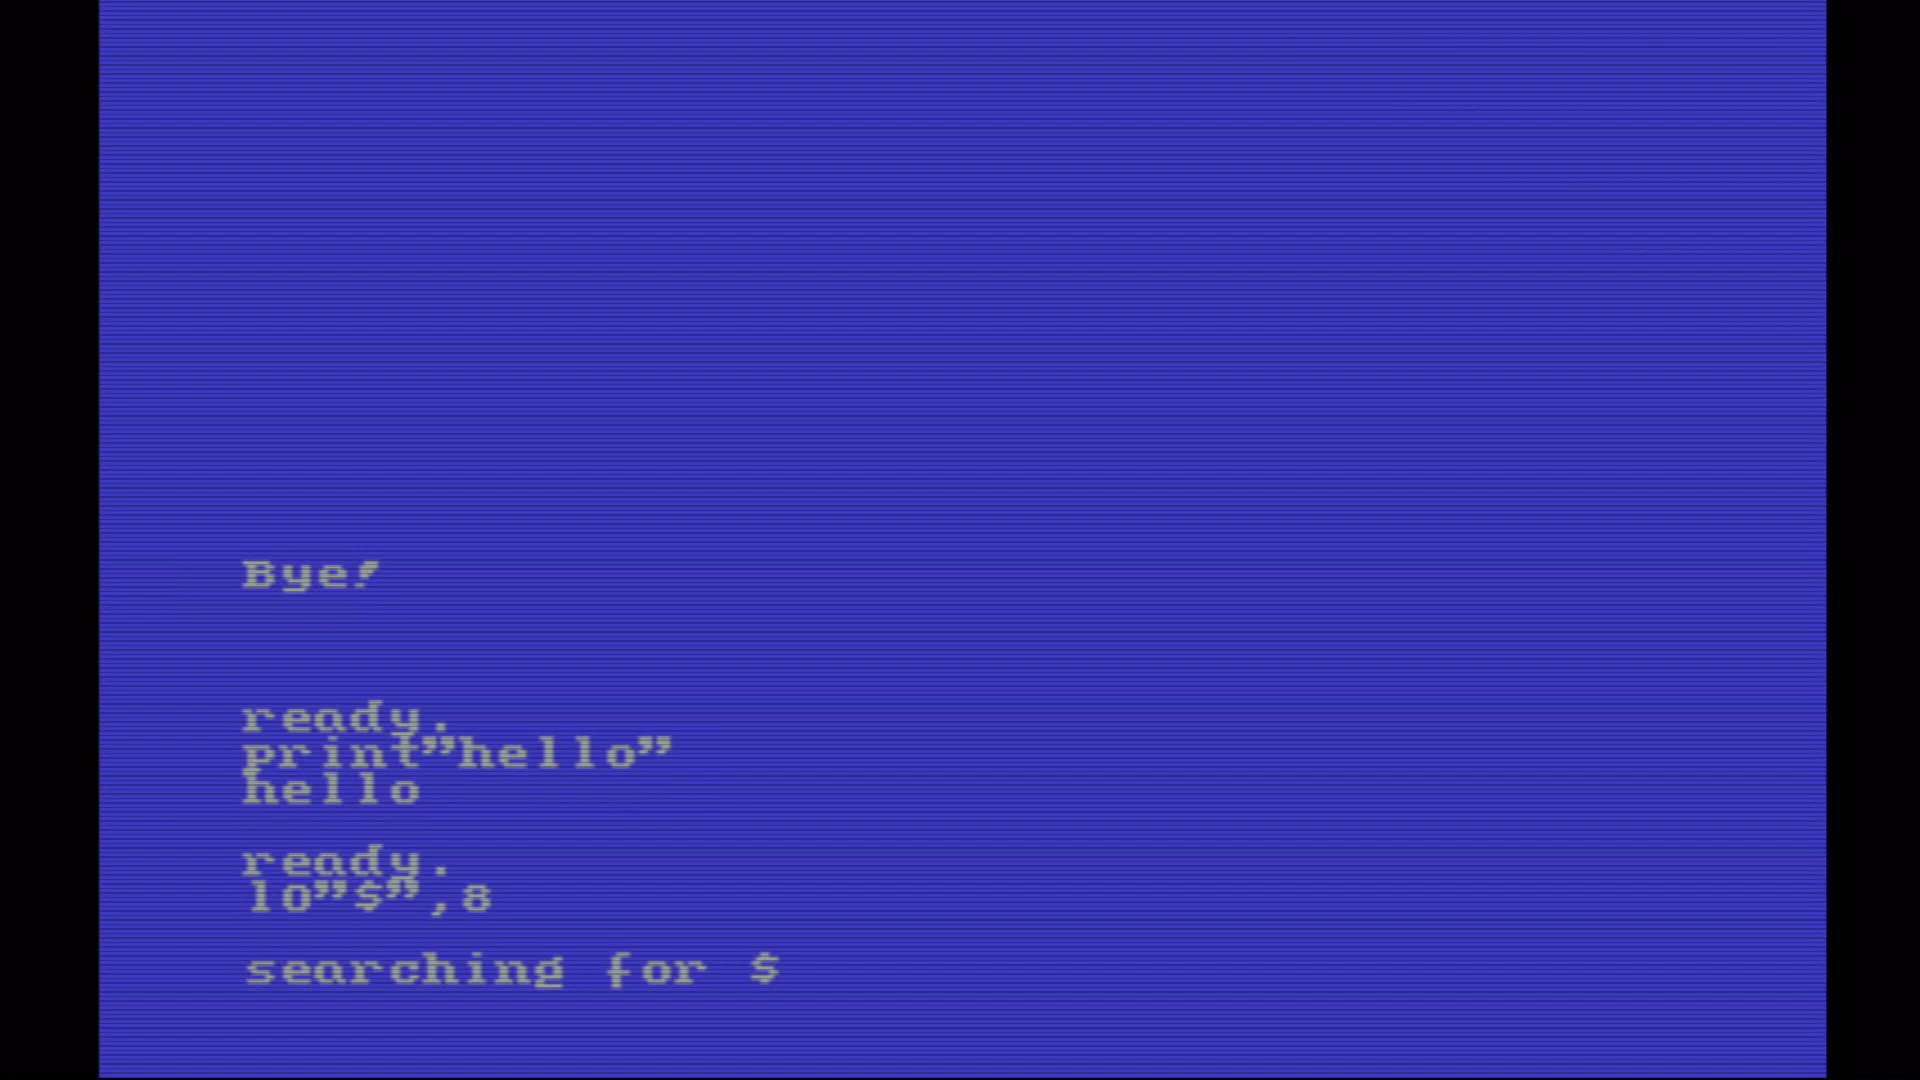 Bye!
ready.
print"hello"
hello
ready.
lO"$",8
searching for $